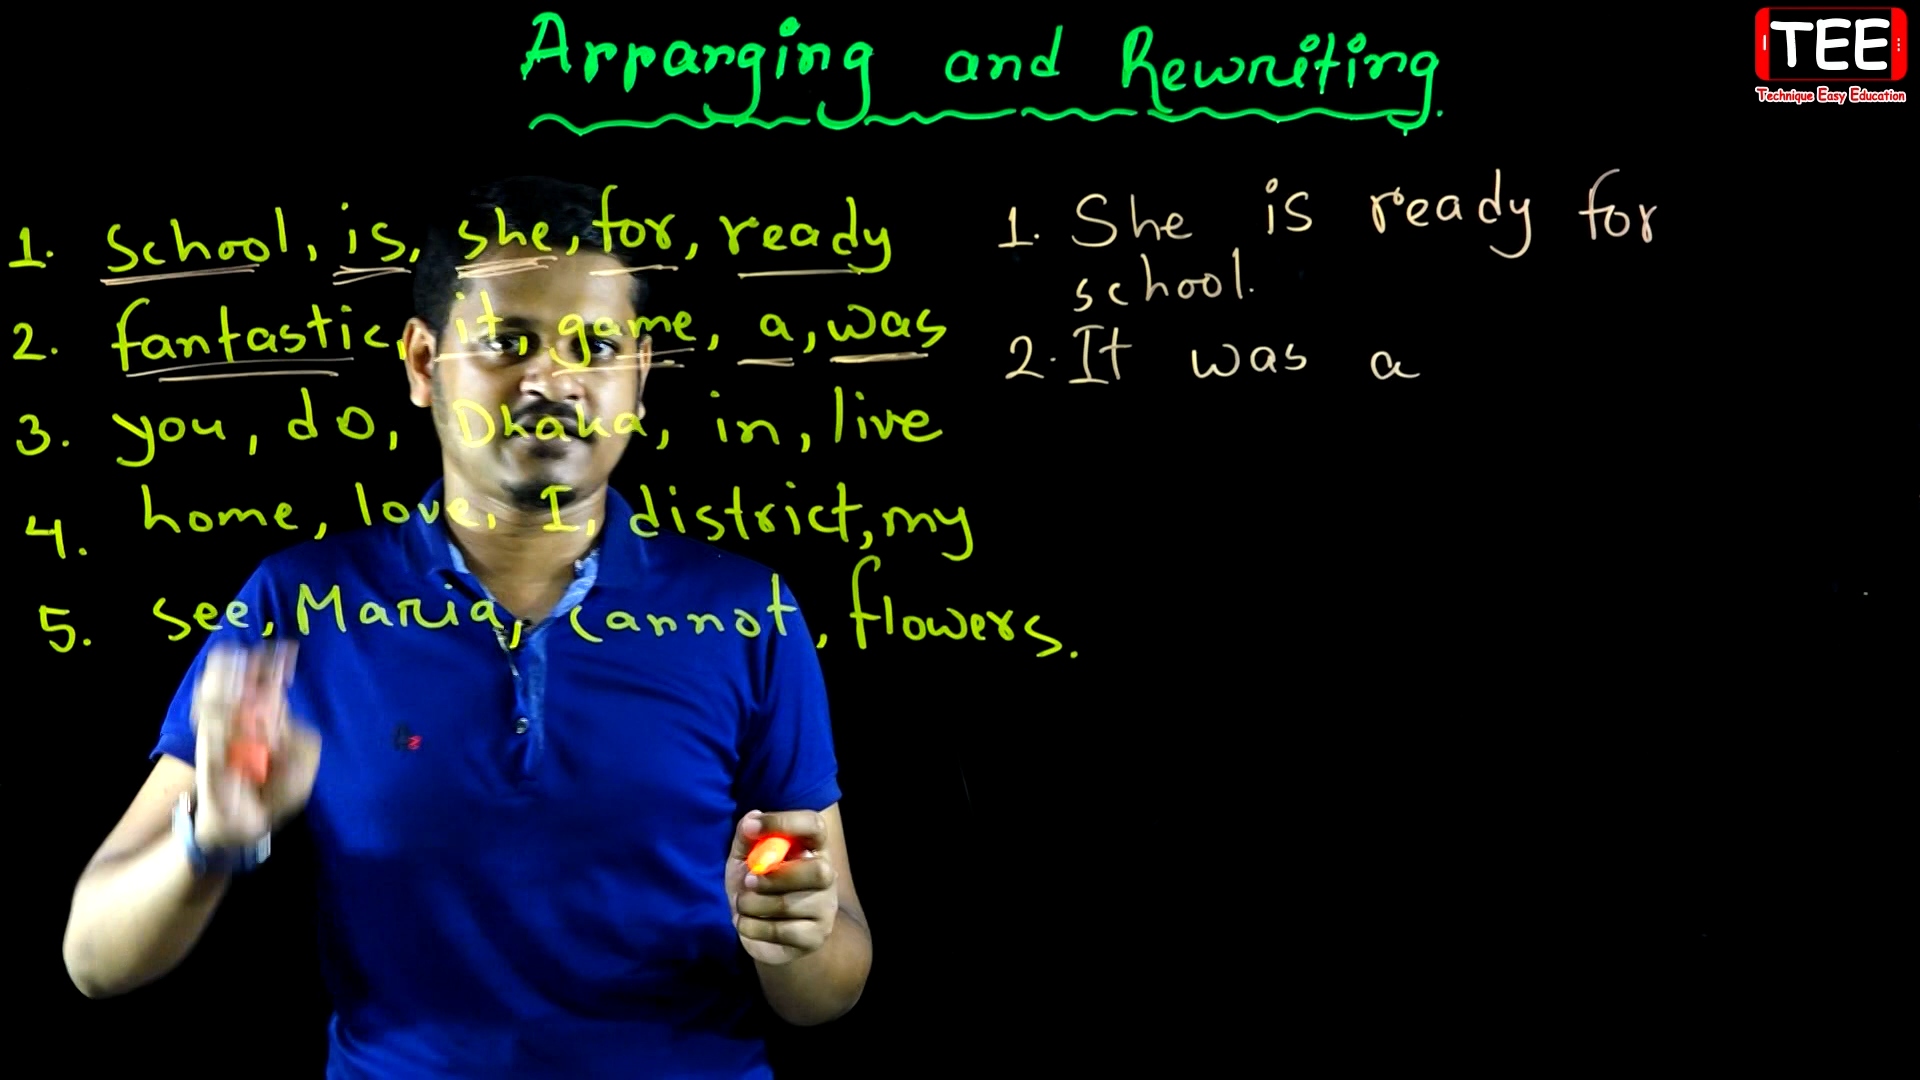 Arranging and Rewriting.
TEE
Technique Easy Education
1. School, is, she, for, ready
2. fantastic, it, game, a, was
3. you, do, Dhaka, in, live
4. home, love, I, district, my
5. see, Maria, cannot, flowers.
1. She is ready for
school.
2. It was a